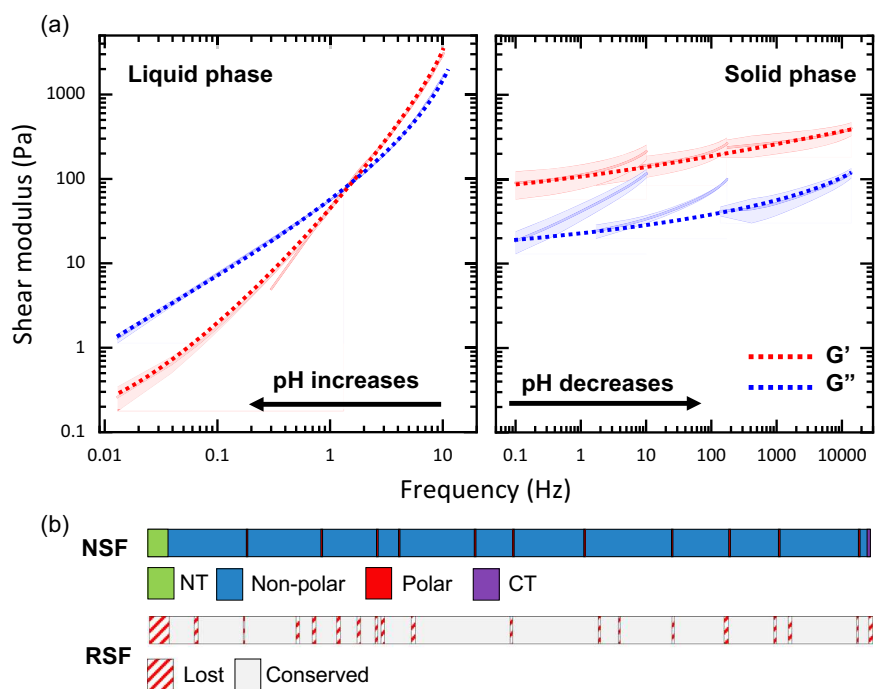 (a)
Liquid phase
Solid phase
Shear modulus (Pa)
1000
100
10
1
0.1
pH increases
pH decreases
G’
G”
0.01
0.1
1
10
0.1
1
10
100
1000
10000
Frequency (Hz)
(b)
NSF
NT
Non-polar
Polar
CT
RSF
Lost
Conserved